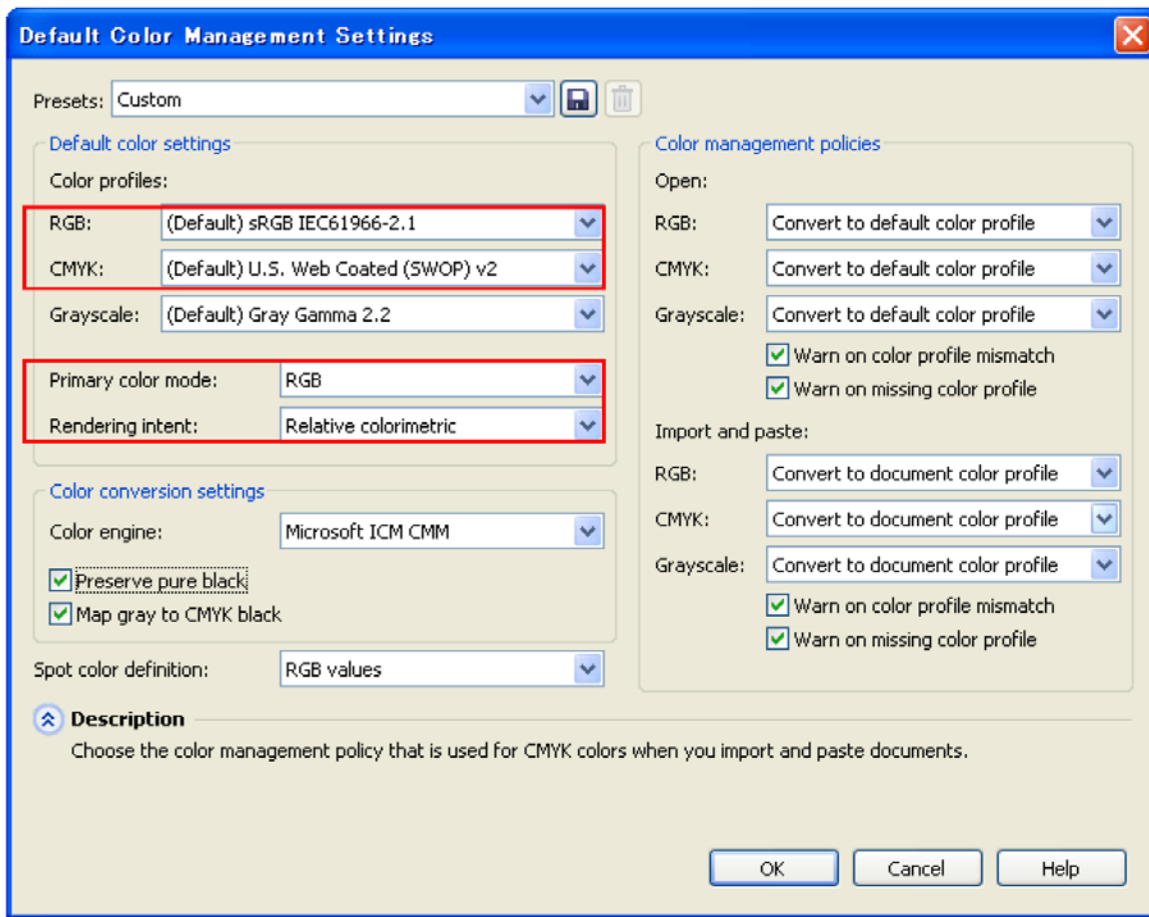 Default Color Management Settings
Presets: Custom
Default color settings
Color profiles:
RGB: (Default) sRGB IEC61966-2.1
CMYK: (Default) U.S. Web Coated (SWOP) v2
Grayscale: (Default) Gray Gamma 2.2
Primary color mode: RGB
Rendering intent: Relative colorimetric
Color conversion settings
Color engine: Microsoft ICM CMM
Preserve pure black
Map gray to CMYK black
Spot color definition: RGB values
Color management policies
Open:
RGB: Convert to default color profile
CMYK: Convert to default color profile
Grayscale: Convert to default color profile
Warn on color profile mismatch
Warn on missing color profile
Import and paste:
RGB: Convert to document color profile
CMYK: Convert to document color profile
Grayscale: Convert to document color profile
Warn on color profile mismatch
Warn on missing color profile
Description
Choose the color management policy that is used for CMYK colors when you import and paste documents.
OK Cancel Help